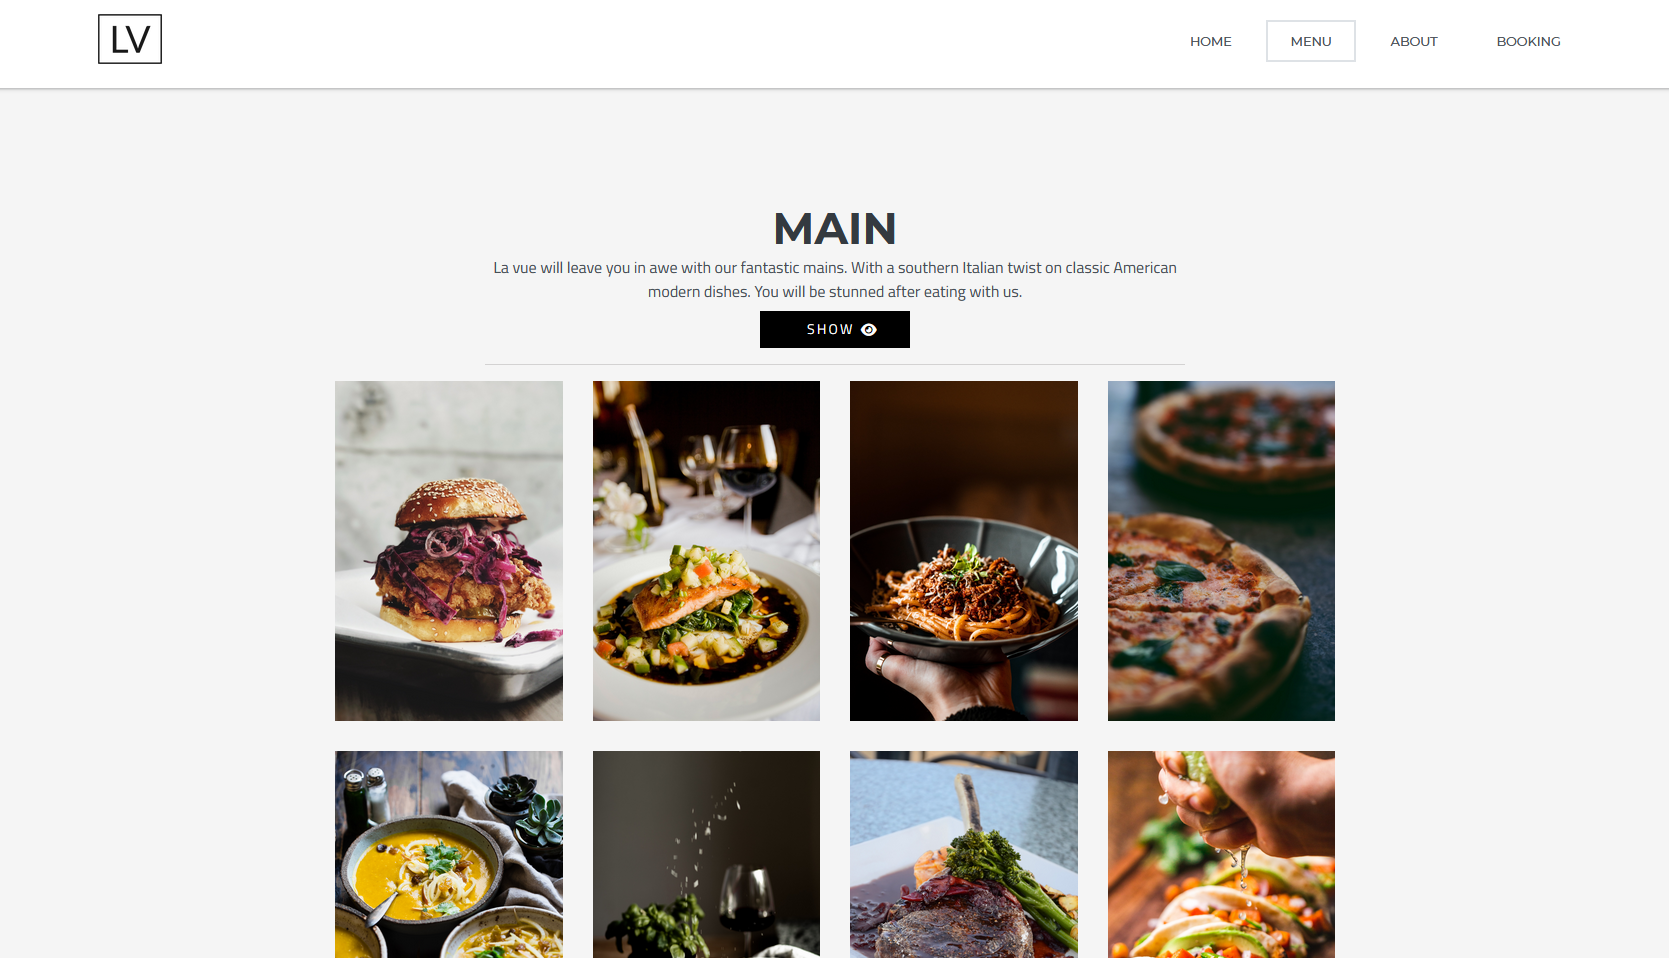 LV
HOME
MENU
ABOUT
BOOKING
MAIN
La vue will leave you in awe with our fantastic mains. With a southern Italian twist on classic American
modern dishes. You will be stunned after eating with us.
SHOW